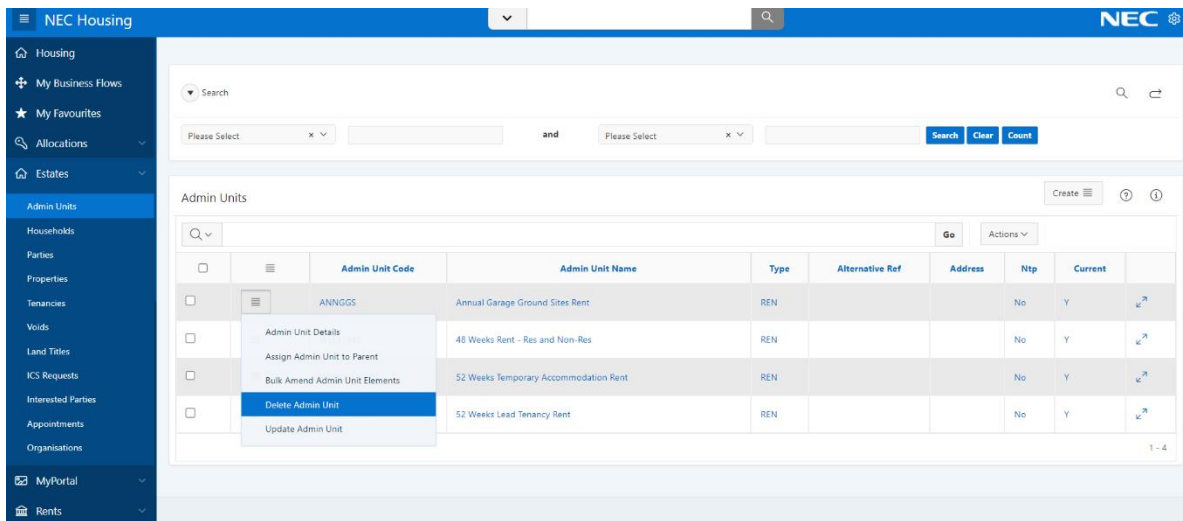 NEC Housing
NEC
Housing
My Business Flows
My Favourites
Allocations
Estates
Admin Units
Households
Parties
Properties
Tenancies
Voids
Land Titles
ICS Requests
Interested Parties
Appointments
Organisations
MyPortal
Rents
Search
Please Select and Please Select Search Clear Count
Admin Units Create
Go Actions
Admin Unit Code Admin Unit Name Type Alternative Ref Address Ntp Current
ANNGGS Annual Garage Ground Sites Rent REN No Y
48 Weeks Rent - Res and Non-Res REN No Y
52 Weeks Temporary Accommodation Rent REN No Y
52 Weeks Lead Tenancy Rent REN No Y
Admin Unit Details
Assign Admin Unit to Parent
Bulk Amend Admin Unit Elements
Delete Admin Unit
Update Admin Unit
1 - 4